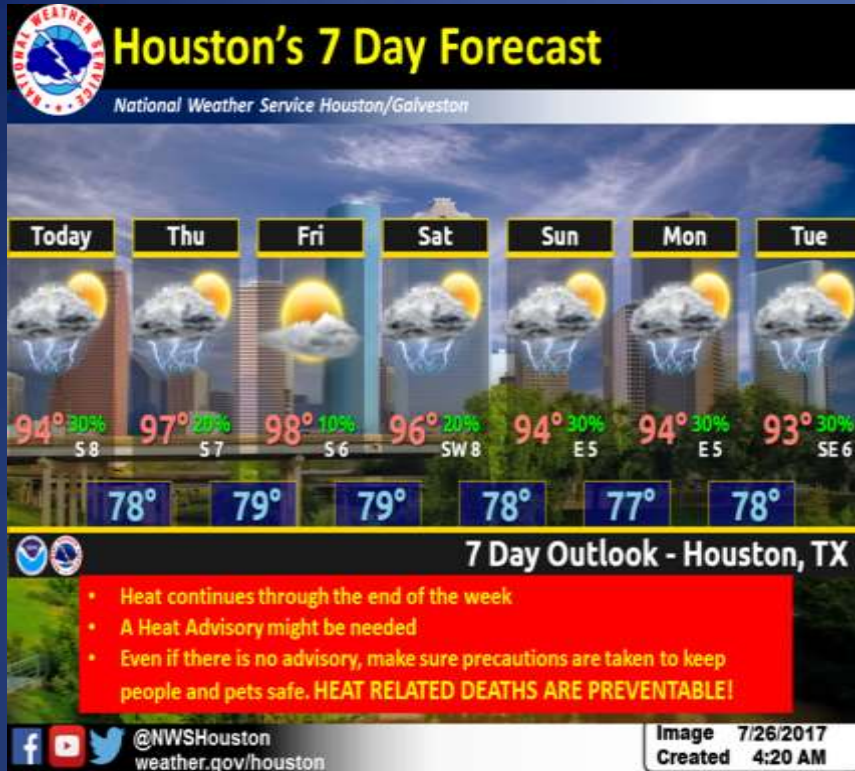 NATIONAL WEATHER SERVICE
Houston's 7 Day Forecast
National Weather Service Houston/Galveston
Today Thu Fri Sat Sun Mon Tue
94° 30% 97° 20% 98° 10% 96° 20% 94° 30% 94° 30% 93° 30%
S 8 S 7 S 6 SW 8 E 5 E 5 SE 6
78° 79° 79° 78° 77° 78°
7 Day Outlook - Houston, TX
• Heat continues through the end of the week
• A Heat Advisory might be needed
• Even if there is no advisory, make sure precautions are taken to keep
people and pets safe. HEAT RELATED DEATHS ARE PREVENTABLE!
@NWSHouston
weather.gov/houston
Image 7/26/2017
Created 4:20 AM